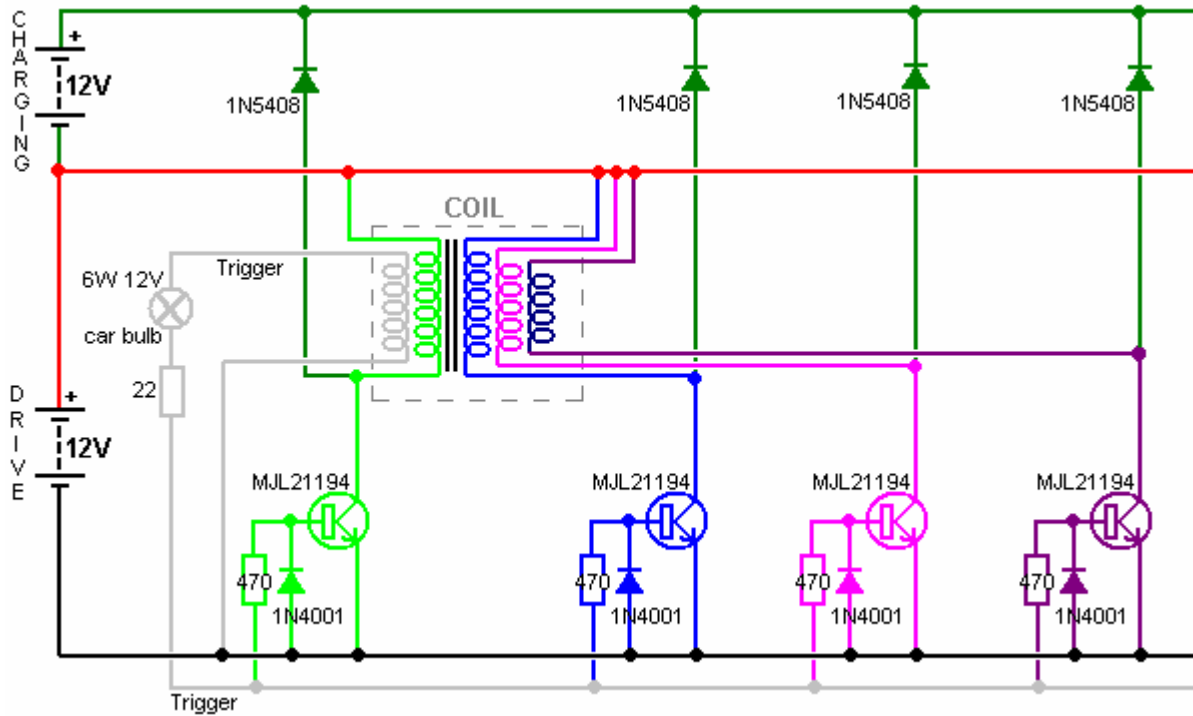 CHARGING
+
12V
1N5408
1N5408
1N5408
1N5408
COIL
Trigger
6W 12V
car bulb
22
DRIVE
+
12V
MJL21194
MJL21194
MJL21194
MJL21194
470
470
470
470
1N4001
1N4001
1N4001
1N4001
Trigger